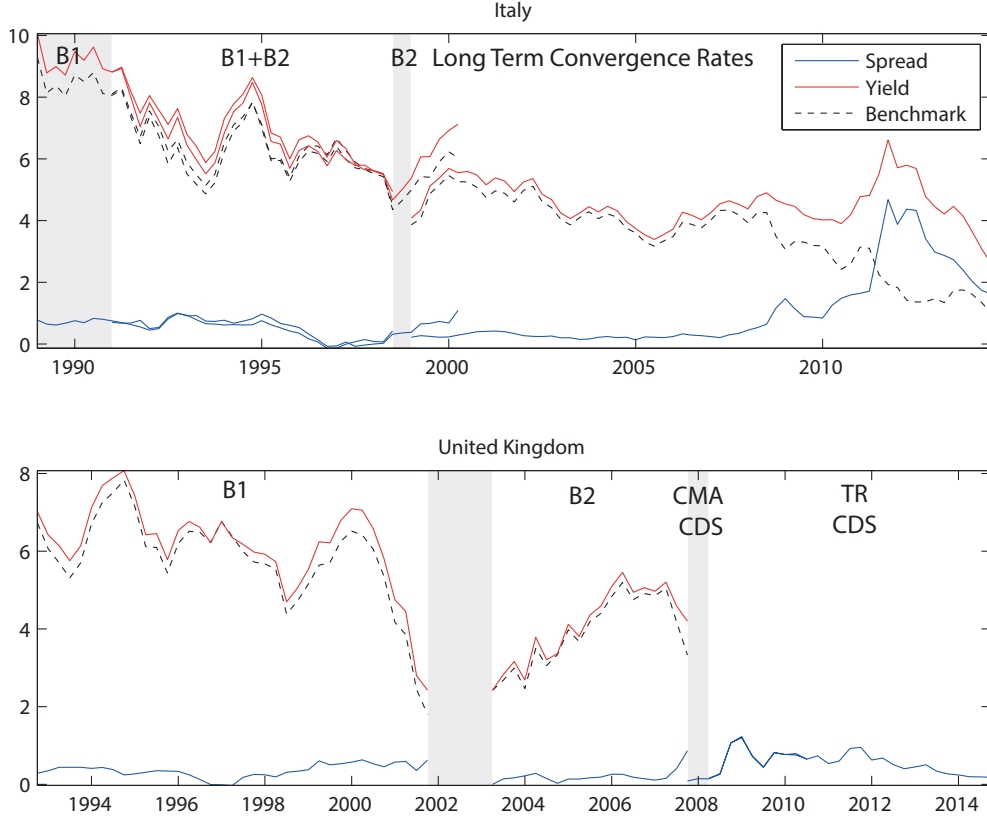 Italy
10
8
6
4
2
0
B1
B1+B2
B2
Long Term Convergence Rates
Spread
Yield
Benchmark
1990
1995
2000
2005
2010
United Kingdom
8
6
4
2
0
B1
B2
CMA
CDS
TR
CDS
1994
1996
1998
2000
2002
2004
2006
2008
2010
2012
2014